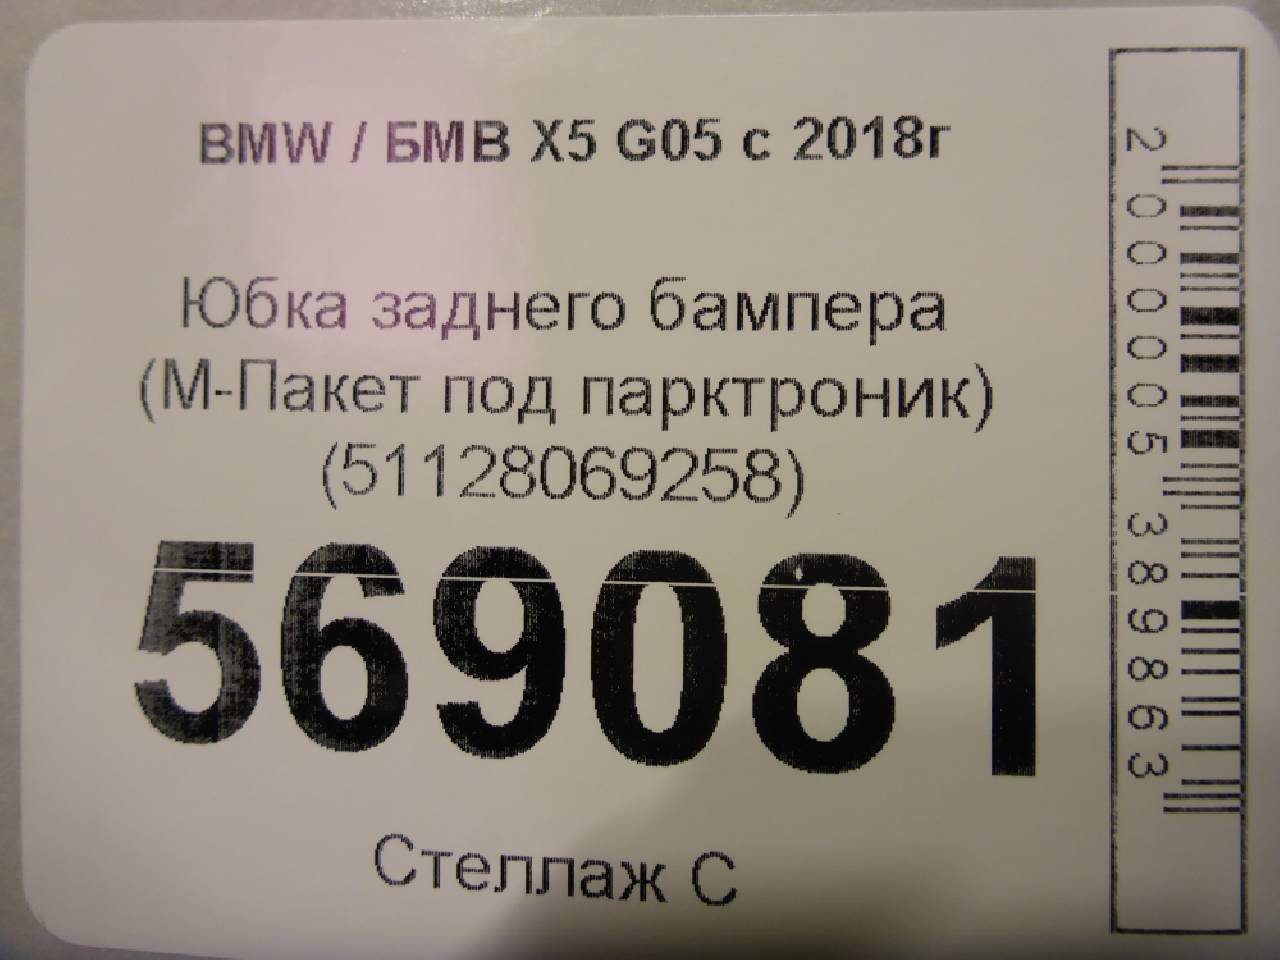 BMW / БМВ X5 G05 с 2018г
Юбка заднего бампера
(М-Пакет под парктроник)
(51128069258)
569081
Стеллаж С
2000005389863